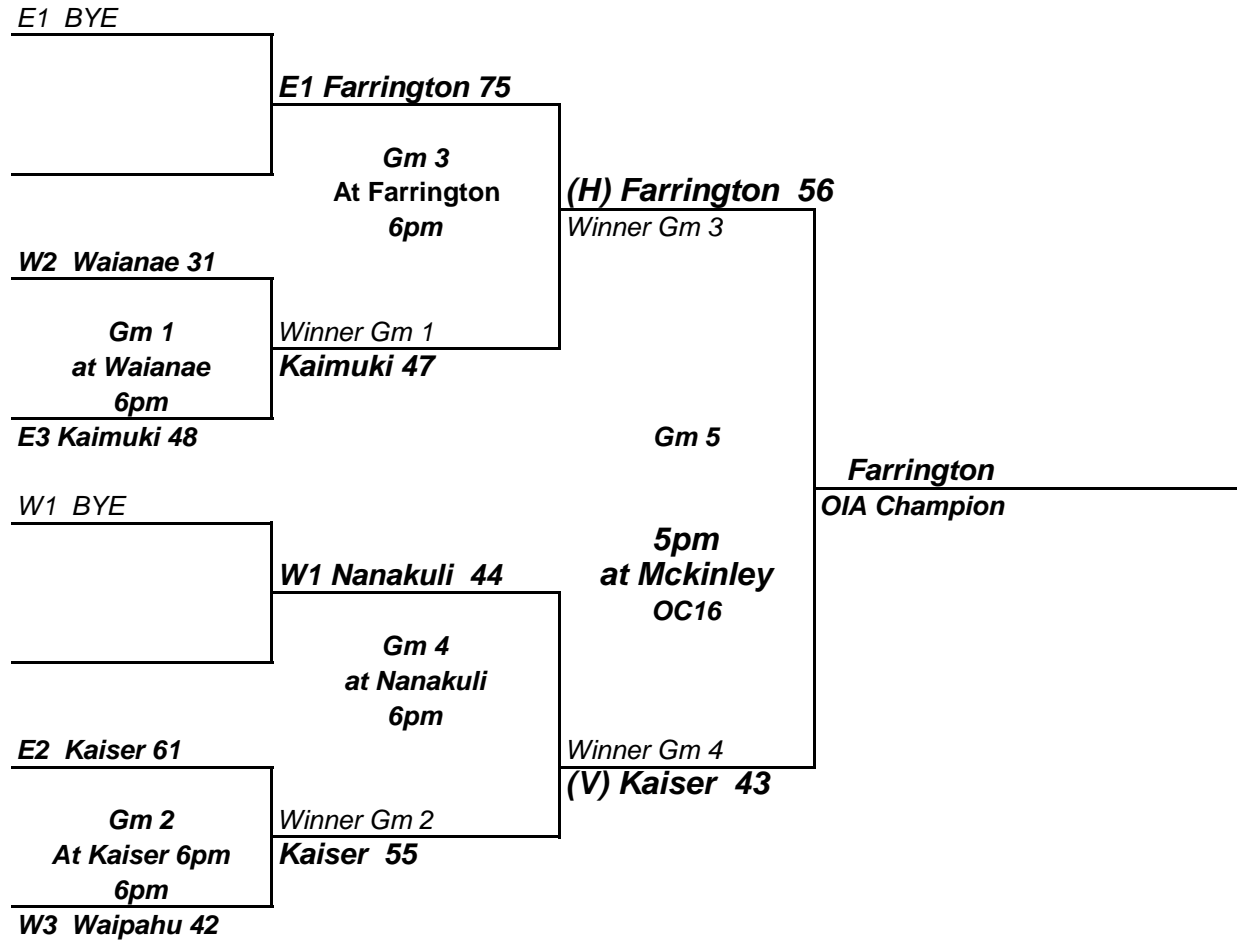 E1 BYE
E1 Farrington 75
Gm 3
At Farrington
6pm
(H) Farrington 56
Winner Gm 3
W2 Waianae 31
Gm 1
at Waianae
6pm
Winner Gm 1
Kaimuki 47
E3 Kaimuki 48
Gm 5
Farrington
OIA Champion
W1 BYE
5pm
at Mckinley
OC16
W1 Nanakuli 44
Gm 4
at Nanakuli
6pm
E2 Kaiser 61
Winner Gm 4
(V) Kaiser 43
Gm 2
At Kaiser 6pm
6pm
Winner Gm 2
Kaiser 55
W3 Waipahu 42